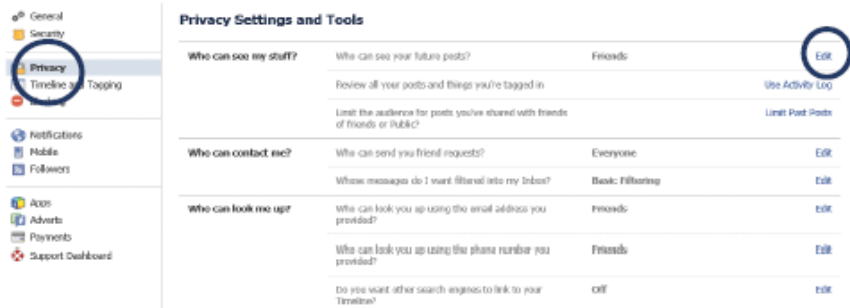 General
Security
Privacy
Timeline and Tagging
Notifications
Mobile
Followers
Apps
Adverts
Payments
Support Dashboard
Privacy Settings and Tools
Who can see my stuff? Who can see your future posts? Friends Edit
Review all your posts and things you're tagged in Use Activity Log
Limit the audience for posts you've shared with friends Limit Past Posts
of friends or Public?
Who can contact me? Who can send you friend requests? Everyone Edit
Whose messages do I want filtered into my Inbox? Basic Filtering Edit
Who can look me up? Who can look you up using the email address you Friends Edit
provided?
Who can look you up using the phone number you Friends Edit
provided?
Do you want other search engines to link to your Off Edit
Timeline?